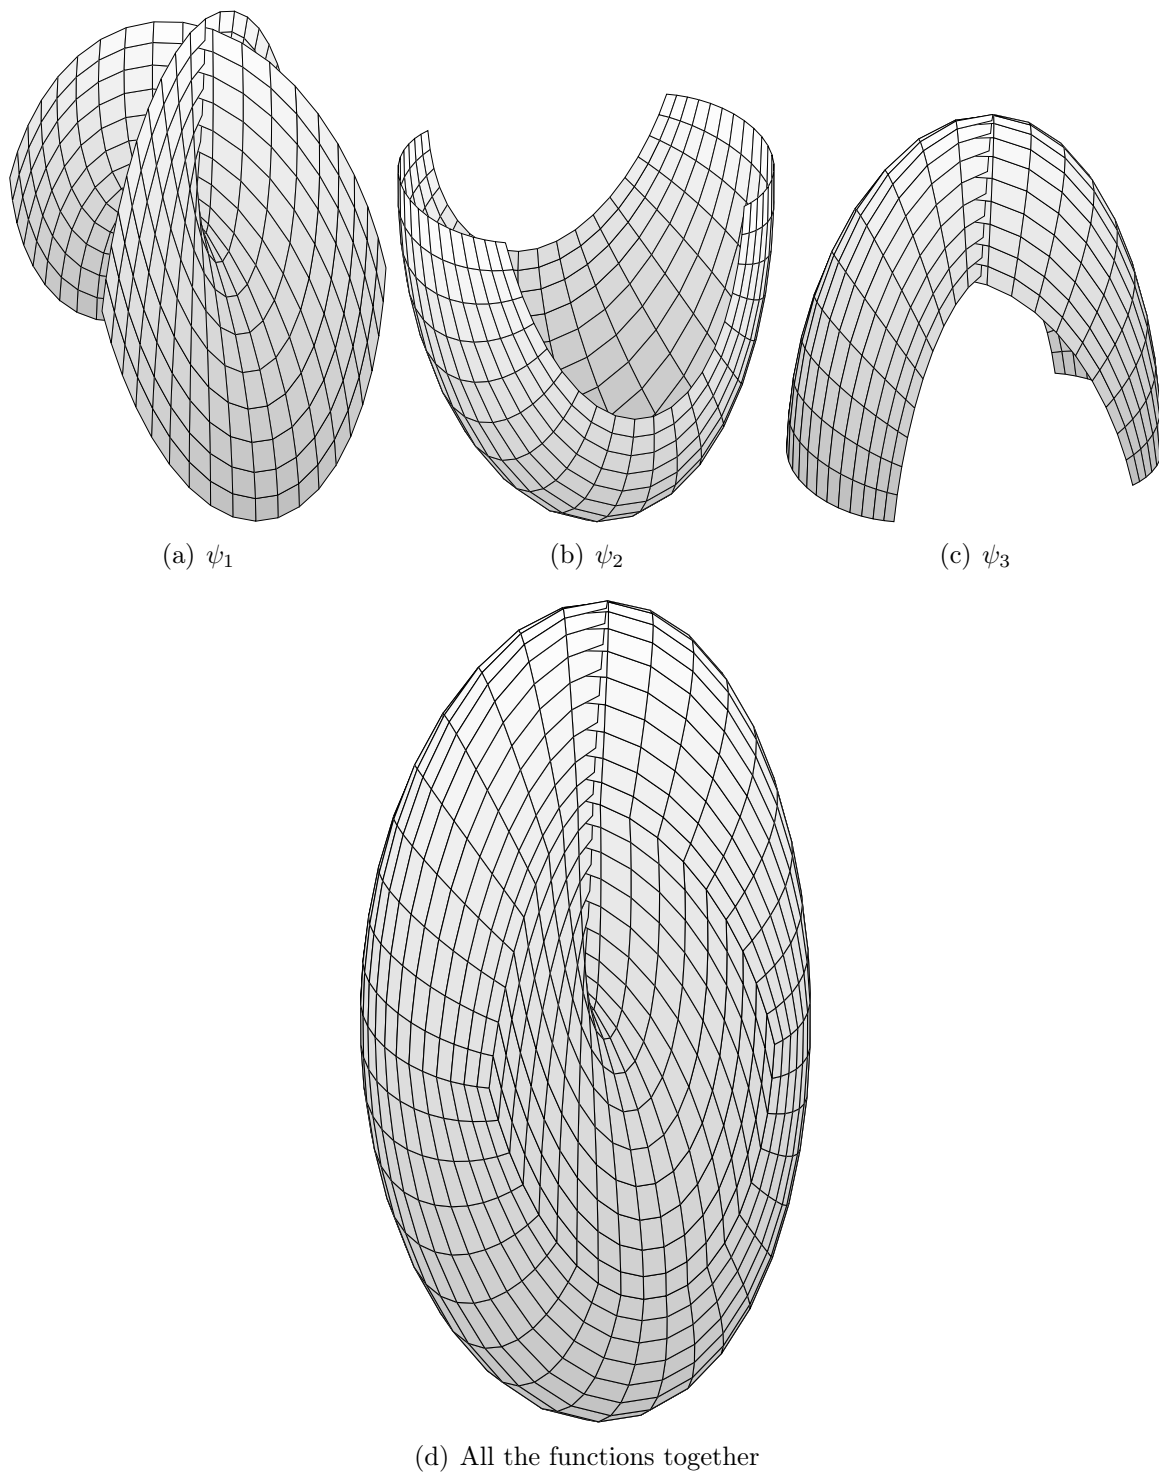 (a) ψ₁ (b) ψ₂ (c) ψ₃
(d) All the functions together